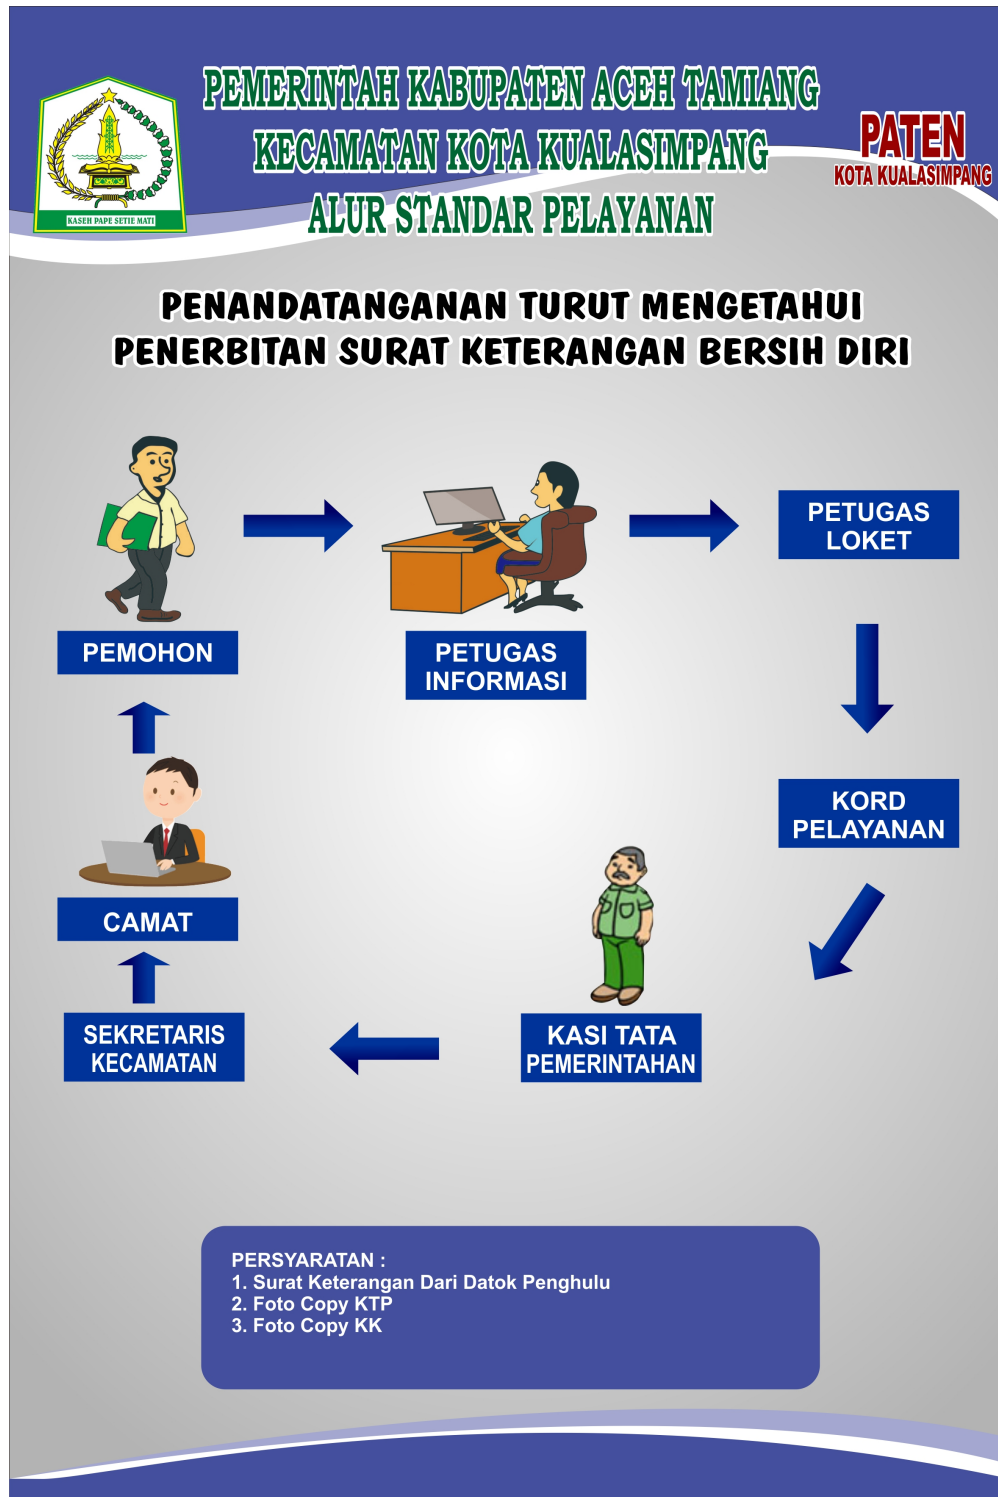 PEMERINTAH KABUPATEN ACEH TAMIANG
KECAMATAN KOTA KUALASIMPANG
ALUR STANDAR PELAYANAN
KASEH PAPE SETIE MATI
PATEN
KOTA KUALASIMPANG
PENANDATANGANAN TURUT MENGETAHUI
PENERBITAN SURAT KETERANGAN BERSIH DIRI
PEMOHON
PETUGAS
INFORMASI
PETUGAS
LOKET
KORD
PELAYANAN
KASI TATA
PEMERINTAHAN
SEKRETARIS
KECAMATAN
CAMAT
PERSYARATAN :
1. Surat Keterangan Dari Datok Penghulu
2. Foto Copy KTP
3. Foto Copy KK